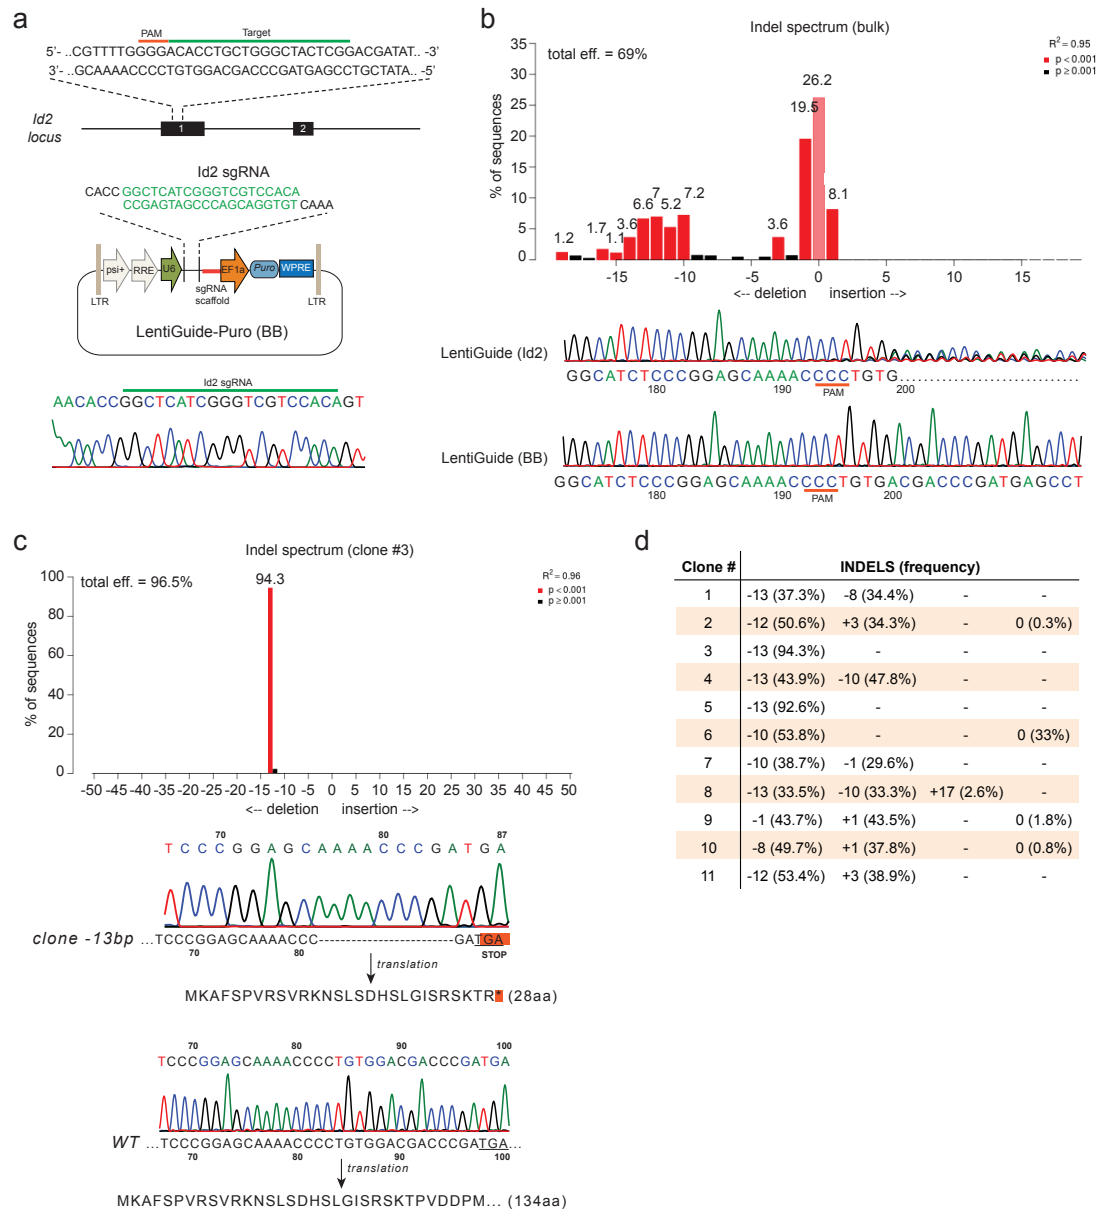 a
PAM Target
5'- ..CGTTTTGGGGACACCTGCTGGGCTACTCGGACGATAT.. -3'
3'- ..GCAAAACCCCTGTGGACGACCCGATGAGCCTGCTATA.. -5'
Id2 locus
1 2
Id2 sgRNA
CACC GGCTCATCGGGTCGTCCACA
CCGAGTAGCCCAGCAGGTGT CAAA
psi+ RRE U6 EF1a Puro WPRE
LTR sgRNA scaffold LTR
LentiGuide-Puro (BB)
Id2 sgRNA
AACACCGGCTCATCGGGTCGTCCACAGT
b
Indel spectrum (bulk)
total eff. = 69%
R² = 0.95
p < 0.001
p ≥ 0.001
% of sequences
35
30
25
20
15
10
5
0
1.2 1.7 1.1 3.6 6.6 7 5.2 7.2 3.6 19.5 26.2 8.1
-15 -10 -5 0 5 10 15
<-- deletion insertion -->
LentiGuide (Id2)
GGCATCTCCCGGAGCAAAACCCCTGTG............................
180 190 PAM 200
LentiGuide (BB)
GGCATCTCCCGGAGCAAAACCCCTGTGACGACCCGATGAGCCT
180 190 PAM 200
c
Indel spectrum (clone #3)
total eff. = 96.5%
94.3
R² = 0.96
p < 0.001
p ≥ 0.001
% of sequences
100
80
60
40
20
0
-50 -45 -40 -35 -30 -25 -20 -15 -10 -5 0 5 10 15 20 25 30 35 40 45 50
<-- deletion insertion -->
70 80 87
T C C C G G A G C A A A A C C C G A T G A
clone -13bp ...TCCCGGAGCAAAACCC-----------------------GATGA
70 80 STOP
translation
MKAFSPVRSVRKNSLSDHSLGISRSKTR* (28aa)
70 80 90 100
TCCCGGAGCAAAACCCCTGTGGACGACCCGATGA
WT ...TCCCGGAGCAAAACCCCTGTGGACGACCCGATGA...
70 80 90 100
translation
MKAFSPVRSVRKNSLSDHSLGISRSKTPVDDPM... (134aa)
d
Clone # INDELS (frequency)
1 -13 (37.3%) -8 (34.4%) - -
2 -12 (50.6%) +3 (34.3%) - 0 (0.3%)
3 -13 (94.3%) - - -
4 -13 (43.9%) -10 (47.8%) - -
5 -13 (92.6%) - - -
6 -10 (53.8%) - - 0 (33%)
7 -10 (38.7%) -1 (29.6%) - -
8 -13 (33.5%) -10 (33.3%) +17 (2.6%) -
9 -1 (43.7%) +1 (43.5%) - 0 (1.8%)
10 -8 (49.7%) +1 (37.8%) - 0 (0.8%)
11 -12 (53.4%) +3 (38.9%) - -